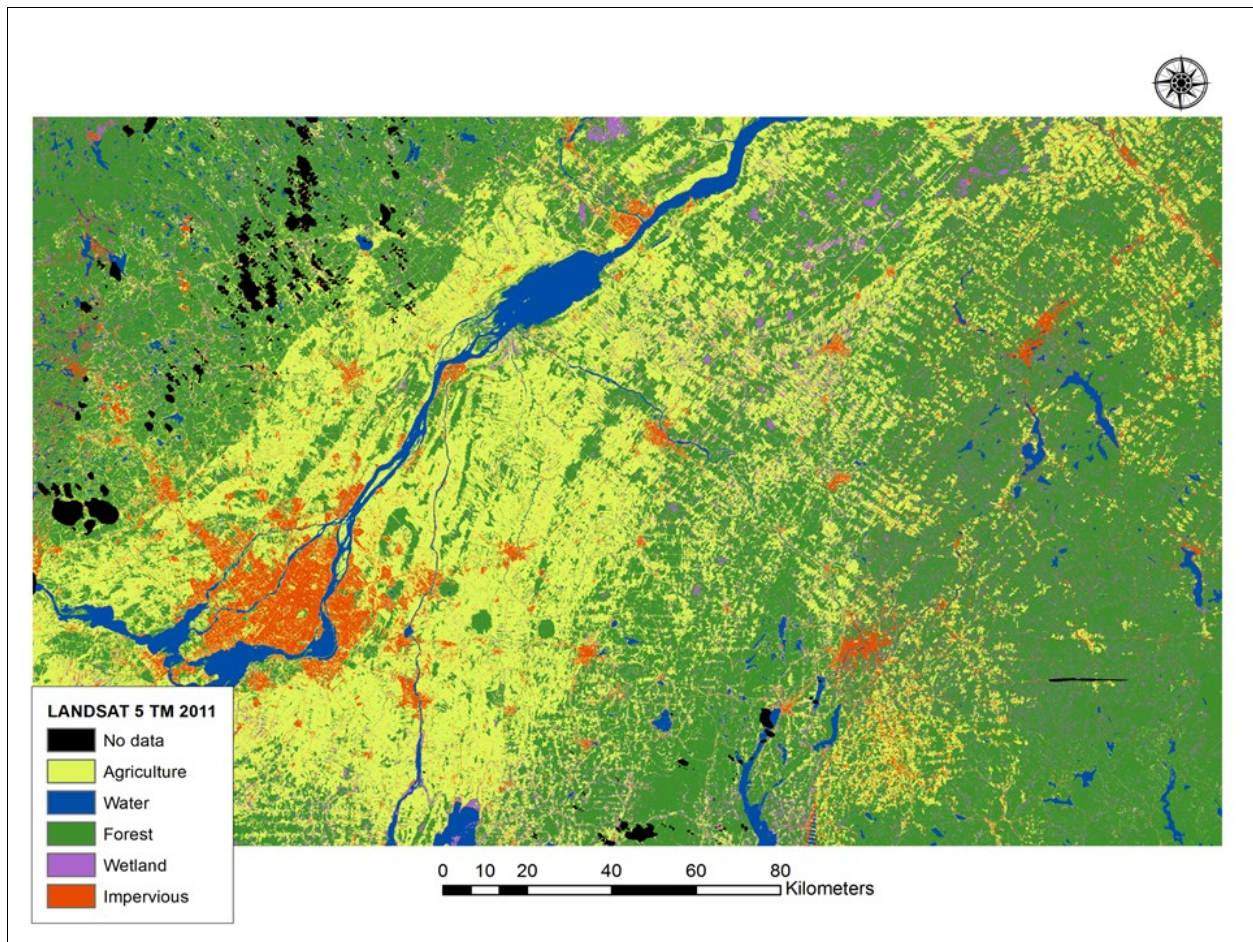 LANDSAT 5 TM 2011
No data
Agriculture
Water
Forest
Wetland
Impervious
0 10 20 40 60 80
Kilometers